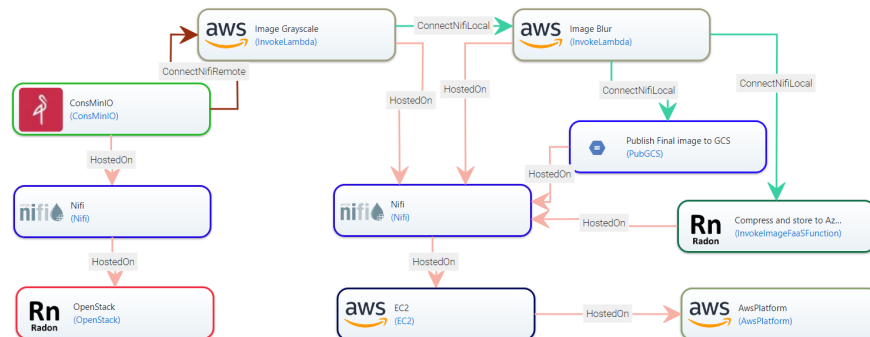 aws
Image Grayscale
(InvokeLambda)
ConnectNifiLocal
aws
Image Blur
(InvokeLambda)
ConnectNifiRemote
ConnectNifiLocal
ConnectNifiLocal
ConsMinIO
(ConsMinIO)
HostedOn
HostedOn
Publish Final image to GCS
(PubGCS)
HostedOn
HostedOn
nifi
Nifi
(Nifi)
nifi
Nifi
(Nifi)
HostedOn
Rn
Radon
Compress and store to Az...
(InvokeImageFaaSFunction)
HostedOn
HostedOn
Rn
Radon
OpenStack
(OpenStack)
aws
EC2
(EC2)
HostedOn
aws
AwsPlatform
(AwsPlatform)